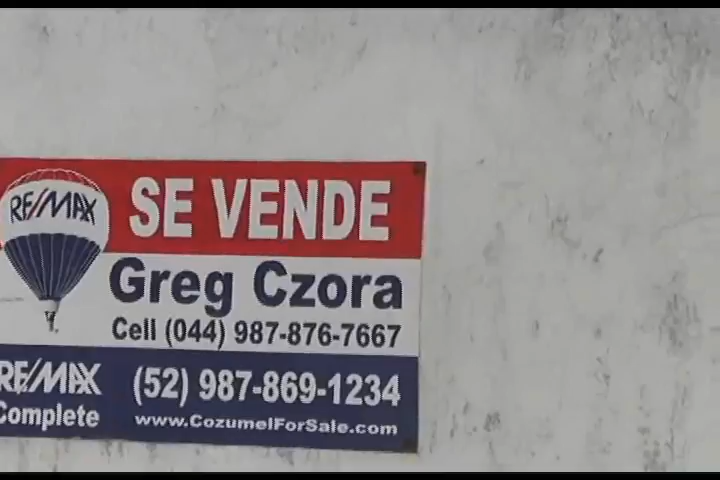 RE/MAX
SE VENDE
Greg Czora
Cell (044) 987-876-7667
RE/MAX
Complete
(52) 987-869-1234
www.CozumelForSale.com